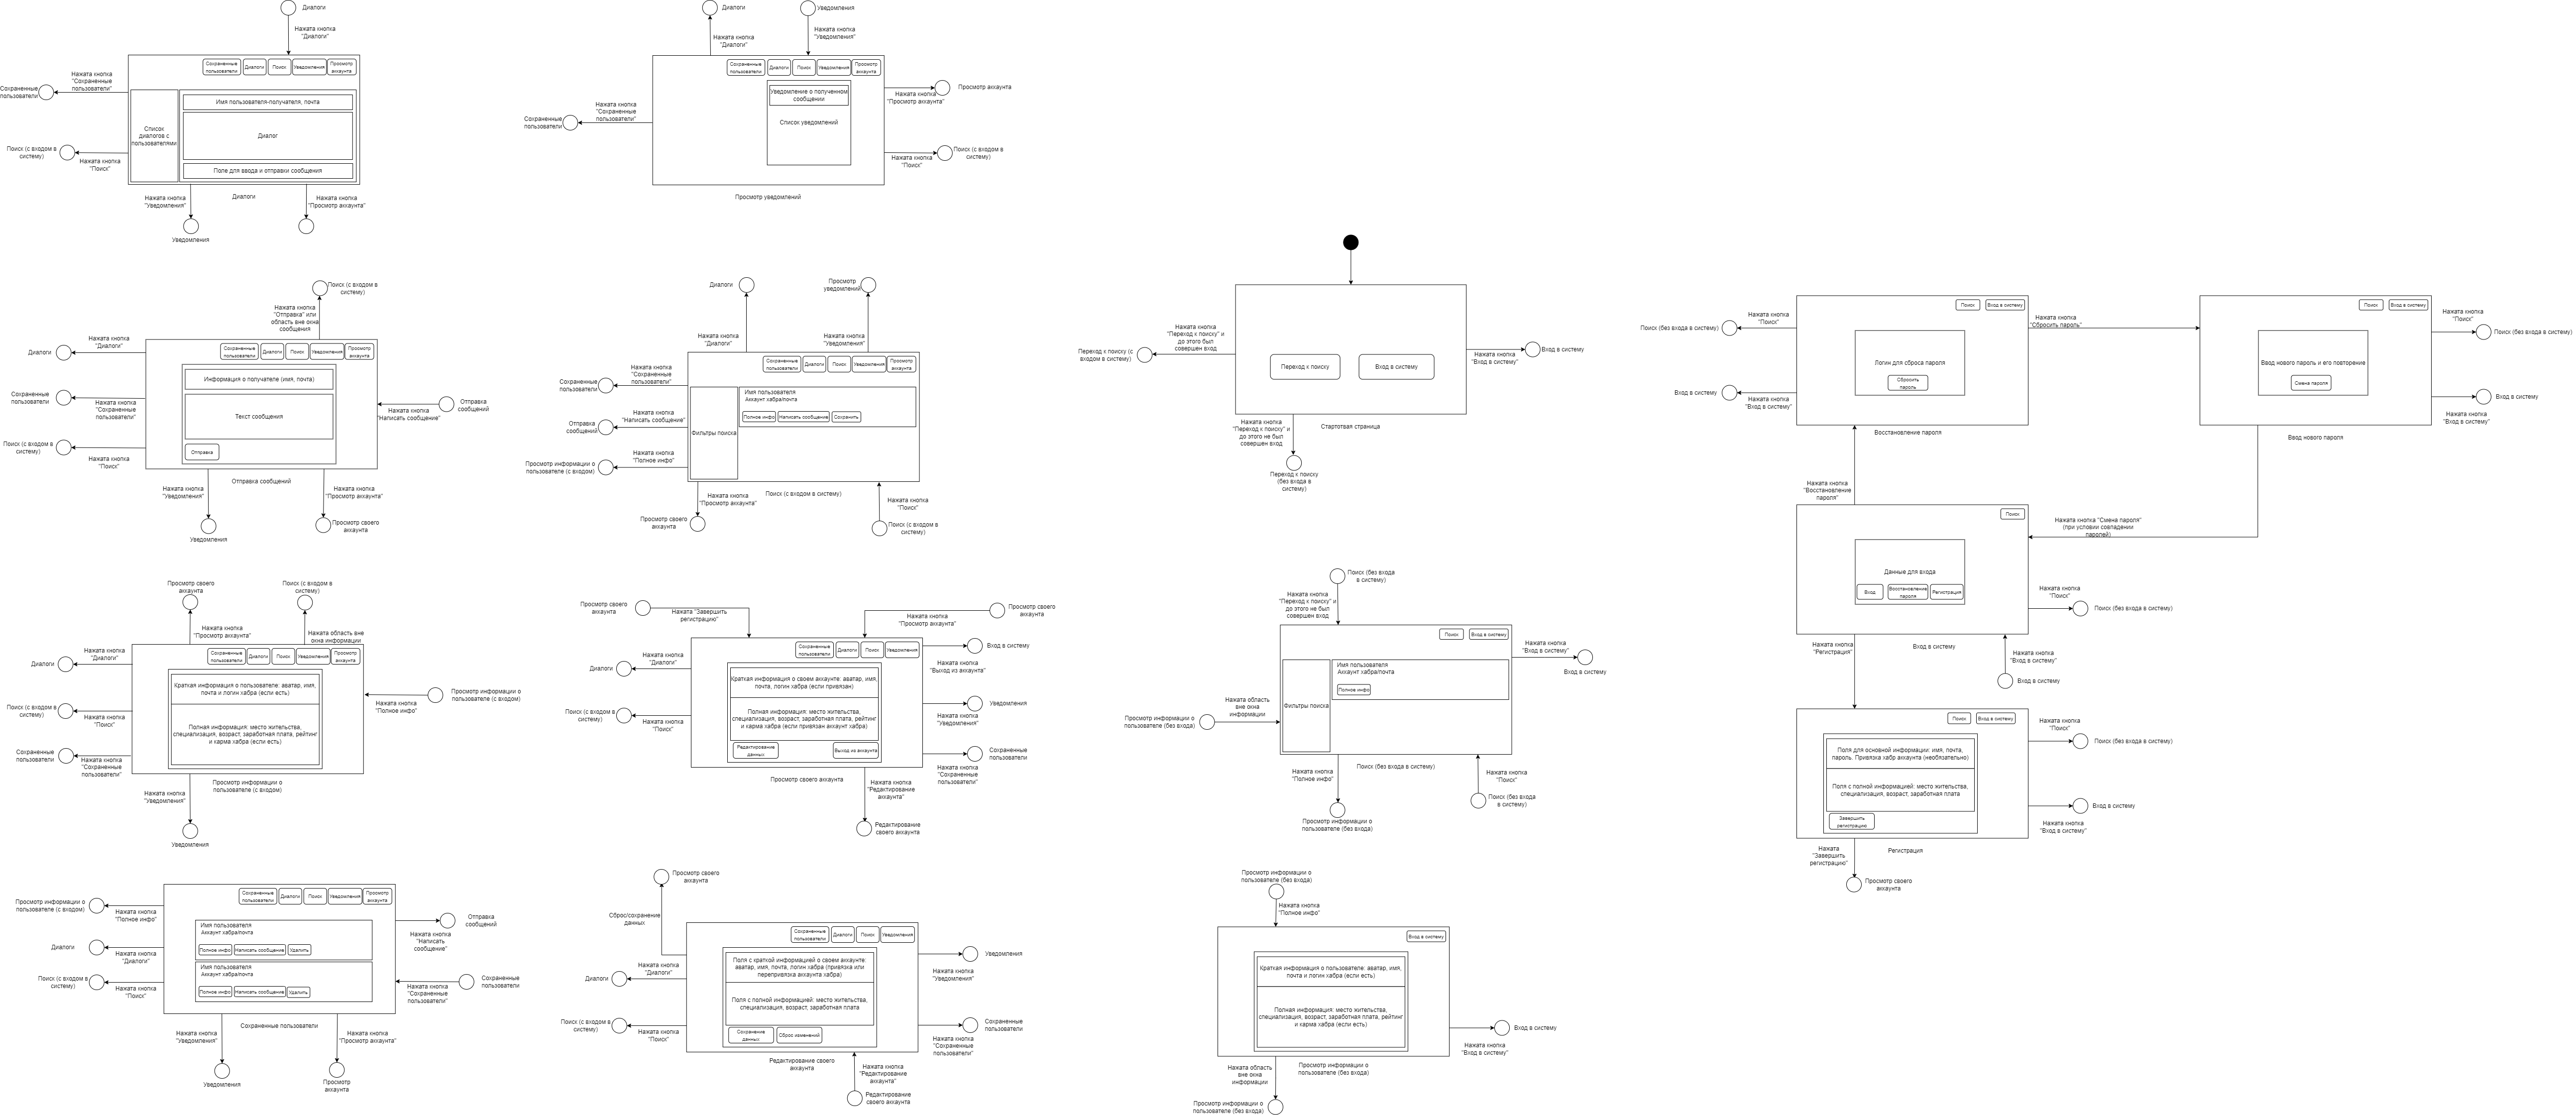 Диалоги
Нажата кнопка
"Диалоги"
Сохраненные
пользователи
Диалоги
Поиск
Уведомления
Просмотр
аккаунта
Нажата кнопка
"Сохраненные
пользователи"
Сохраненные
пользователи
Имя пользователя-получателя, почта
Список
диалогов с
пользователями
Диалог
Поиск (с входом в
систему)
Нажата кнопка
"Поиск"
Поле для ввода и отправки сообщения
Нажата кнопка
"Уведомления"
Диалоги
Нажата кнопка
"Просмотр аккаунта"
Уведомления
Диалоги
Уведомления
Нажата кнопка
"Диалоги"
Нажата кнопка
"Уведомления"
Сохраненные
пользователи
Диалоги
Поиск
Уведомления
Просмотр
аккаунта
Уведомление о полученном
сообщении
Список уведомлений
Нажата кнопка
"Просмотр аккаунта"
Просмотр аккаунта
Нажата кнопка
"Сохраненные
пользователи"
Сохраненные
пользователи
Нажата кнопка
"Поиск"
Поиск (с входом в
систему)
Просмотр уведомлений
Поиск (с входом в
систему)
Нажата кнопка
"Отправка" или
область вне окна
сообщения
Нажата кнопка
"Диалоги"
Диалоги
Сохраненные
пользователи
Диалоги
Поиск
Уведомления
Просмотр
аккаунта
Информация о получателе (имя, почта)
Текст сообщения
Отправка
Сохраненные
пользователи
Нажата кнопка
"Сохраненные
пользователи"
Отправка
сообщений
Нажата кнопка
"Написать сообщение"
Поиск (с входом в
систему)
Нажата кнопка
"Поиск"
Отправка сообщений
Нажата кнопка
"Уведомления"
Нажата кнопка
"Просмотр аккаунта"
Уведомления
Просмотр своего
аккаунта
Диалоги
Просмотр
уведомлений
Нажата кнопка
"Диалоги"
Нажата кнопка
"Уведомления"
Сохраненные
пользователи
Диалоги
Поиск
Уведомления
Просмотр
аккаунта
Нажата кнопка
"Сохраненные
пользователи"
Сохраненные
пользователи
Имя пользователя
Аккаунт хабра/почта
Полное инфо
Написать сообщение
Сохранить
Фильтры поиска
Нажата кнопка
"Написать сообщение"
Отправка
сообщений
Нажата кнопка
"Полное инфо"
Просмотр информации о
пользователе (с входом)
Нажата кнопка
"Просмотр аккаунта"
Поиск (с входом в систему)
Нажата кнопка
"Поиск"
Просмотр своего
аккаунта
Поиск (с входом в
систему)
Нажата кнопка
"Переход к поиску" и
до этого был
совершен вход
Переход к поиску (с
входом в систему)
Переход к поиску
Вход в систему
Нажата кнопка
"Вход в систему"
Вход в систему
Нажата кнопка
"Переход к поиску" и
до этого не был
совершен вход
Стартотвая страница
Переход к поиску
(без входа в
систему)
Поиск
Вход в систему
Нажата кнопка
"Поиск"
Поиск (без входа в систему)
Логин для сброса пароля
Сбросить
пароль
Вход в систему
Нажата кнопка
"Вход в систему"
Восстановление пароля
Нажата кнопка
"Сбросить пароль"
Поиск
Вход в систему
Ввод нового пароль и его повторение
Смена пароля
Нажата кнопка
"Поиск"
Поиск (без входа в систему)
Вход в систему
Нажата кнопка
"Вход в систему"
Ввод нового пароля
Нажата кнопка
"Восстановление
пароля"
Поиск
Нажата кнопка "Смена пароля"
(при условии совпадении
паролей)
Данные для входа
Вход
Восстановление
пароля
Регистрация
Нажата кнопка
"Поиск"
Поиск (без входа в систему)
Нажата кнопка
"Регистрация"
Вход в систему
Нажата кнопка
"Вход в систему"
Вход в систему
Просмотр своего
аккаунта
Поиск (с входом в
систему)
Нажата кнопка
"Просмотр аккаунта"
Нажата область вне
окна информации
Нажата кнопка
"Диалоги"
Диалоги
Сохраненные
пользователи
Диалоги
Поиск
Уведомления
Просмотр
аккаунта
Краткая информация о пользователе: аватар, имя,
почта и логин хабра (если есть)
Полная информация: место жительства,
специализация, возраст, заработная плата, рейтинг
и карма хабра (если есть)
Поиск (с входом в
систему)
Нажата кнопка
"Поиск"
Нажата кнопка
"Полное инфо"
Просмотр информации о
пользователе (с входом)
Сохраненные
пользователи
Нажата кнопка
"Сохраненные
пользователи"
Просмотр информации о
пользователе (с входом)
Нажата кнопка
"Уведомления"
Уведомления
Просмотр своего
аккаунта
Нажата "Завершить
регистрацию"
Нажата кнопка
"Просмотр аккаунта"
Просмотр своего
аккаунта
Сохраненные
пользователи
Диалоги
Поиск
Уведомления
Нажата кнопка
"Диалоги"
Диалоги
Краткая информация о своем аккаунте: аватар, имя,
почта, логин хабра (если привязан)
Полная информация: место жительства,
специализация, возраст, заработная плата, рейтинг
и карма хабра (если привязан аккаунт хабра)
Редактирование
данных
Выход из аккаунта
Вход в систему
Нажата кнопка
"Выход из аккаунта"
Уведомления
Нажата кнопка
"Уведомления"
Поиск (с входом в
систему)
Нажата кнопка
"Поиск"
Сохраненные
пользователи
Нажата кнопка
"Сохраненные
пользователи"
Просмотр своего аккаунта
Нажата кнопка
"Редактирование
аккаунта"
Редактирование
своего аккаунта
Поиск (без входа
в систему)
Нажата кнопка
"Переход к поиску" и
до этого не был
совершен вход
Поиск
Вход в систему
Нажата кнопка
"Вход в систему"
Вход в систему
Имя пользователя
Аккаунт хабра/почта
Полное инфо
Фильтры поиска
Нажата область
вне окна
информации
Просмотр информации о
пользователе (без входа)
Поиск (без входа в систему)
Нажата кнопка
"Полное инфо"
Нажата кнопка
"Поиск"
Поиск (без входа
в систему)
Просмотр информации о
пользователе (без входа)
Поиск
Вход в систему
Поля для основной информации: имя, почта,
пароль. Привязка хабр аккаунта (необязательно)
Поля с полной информацией: место жительства,
специализация, возраст, заработная плата
Завершить
регистрацию
Нажата кнопка
"Поиск"
Поиск (без входа в систему)
Вход в систему
Нажата кнопка
"Вход в систему"
Нажата
"Завершить
регистрацию"
Регистрация
Просмотр своего
аккаунта
Сохраненные
пользователи
Диалоги
Поиск
Уведомления
Просмотр
аккаунта
Просмотр информации о
пользователе (с входом)
Нажата кнопка
"Полное инфо"
Имя пользователя
Аккаунт хабра/почта
Полное инфо
Написать сообщение
Удалить
Имя пользователя
Аккаунт хабра/почта
Полное инфо
Написать сообщение
Удалить
Отправка
сообщений
Нажата кнопка
"Написать
сообщение"
Диалоги
Нажата кнопка
"Диалоги"
Поиск (с входом в
систему)
Нажата кнопка
"Поиск"
Сохраненные
пользователи
Нажата кнопка
"Сохраненные
пользователи"
Сохраненные пользователи
Нажата кнопка
"Уведомления"
Нажата кнопка
"Просмотр аккаунта"
Уведомления
Просмотр
аккаунта
Просмотр своего
аккаунта
Сброс/сохранение
данных
Сохраненные
пользователи
Диалоги
Поиск
Уведомления
Поля с краткой информацией о своем аккаунте:
аватар, имя, почта, логин хабра (привязка или
перепривязка аккаунта хабра)
Поля с полной информацией: место жительства,
специализация, возраст, заработная плата
Сохранение
данных
Сброс изменений
Нажата кнопка
"Диалоги"
Диалоги
Уведомления
Нажата кнопка
"Уведомления"
Поиск (с входом в
систему)
Нажата кнопка
"Поиск"
Сохраненные
пользователи
Нажата кнопка
"Сохраненные
пользователи"
Редактирование своего
аккаунта
Нажата кнопка
"Редактирование
аккаунта"
Редактирование
своего аккаунта
Просмотр информации о
пользователе (без входа)
Нажата кнопка
"Полное инфо"
Вход в систему
Краткая информация о пользователе: аватар, имя,
почта и логин хабра (если есть)
Полная информация: место жительства,
специализация, возраст, заработная плата, рейтинг
и карма хабра (если есть)
Вход в систему
Нажата кнопка
"Вход в систему"
Нажата область
вне окна
информации
Просмотр информации о
пользователе (без входа)
Просмотр информации о
пользователе (без входа)